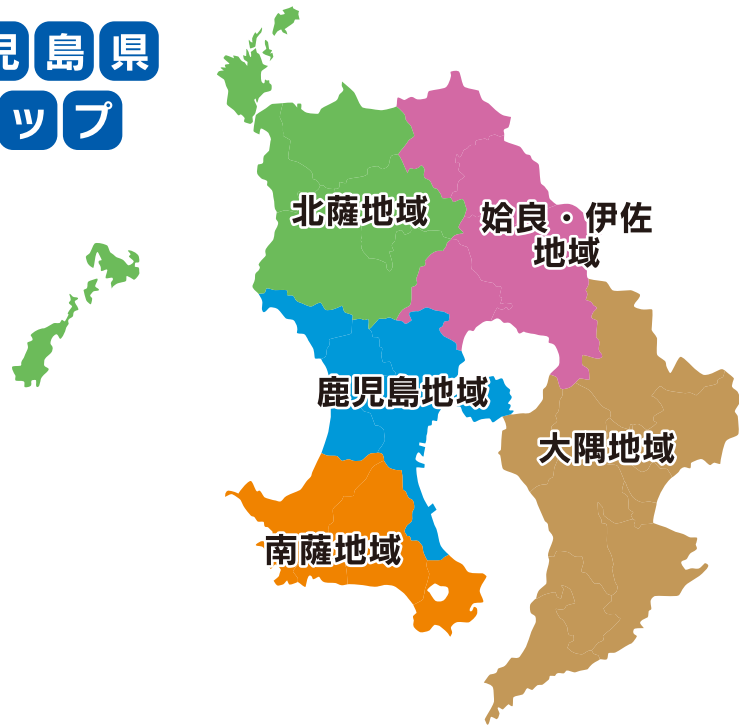 児島県
ップ
北薩地域
姶良・伊佐
地域
鹿児島地域
大隅地域
南薩地域